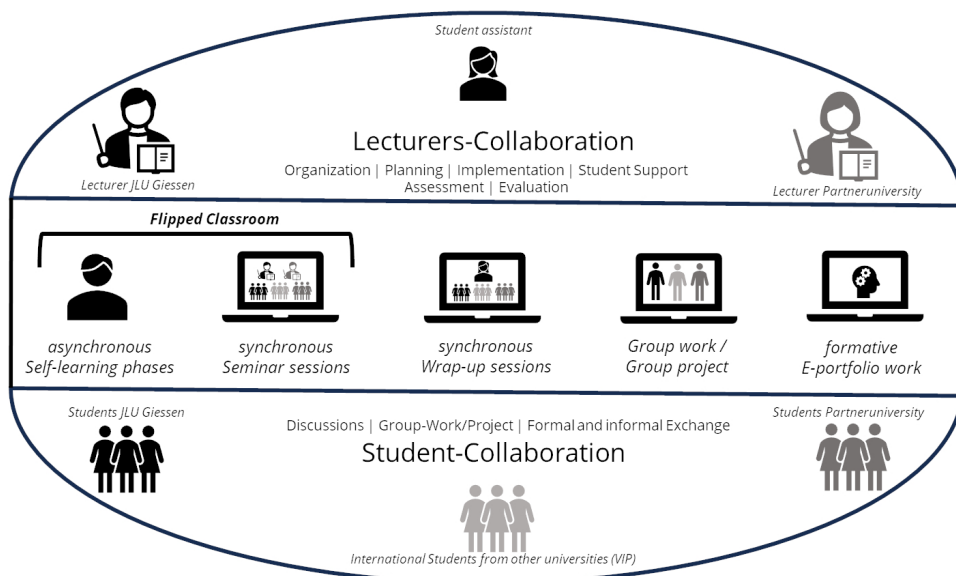 Student assistant
Lecturers-Collaboration
Lecturer JLU Giessen
Organization | Planning | Implementation | Student Support
Assessment | Evaluation
Lecturer Partneruniversity
Flipped Classroom
asynchronous
Self-learning phases
synchronous
Seminar sessions
synchronous
Wrap-up sessions
Group work /
Group project
formative
E-portfolio work
Students JLU Giessen
Students Partneruniversity
Discussions | Group-Work/Project | Formal and informal Exchange
Student-Collaboration
International Students from other universities (VIP)